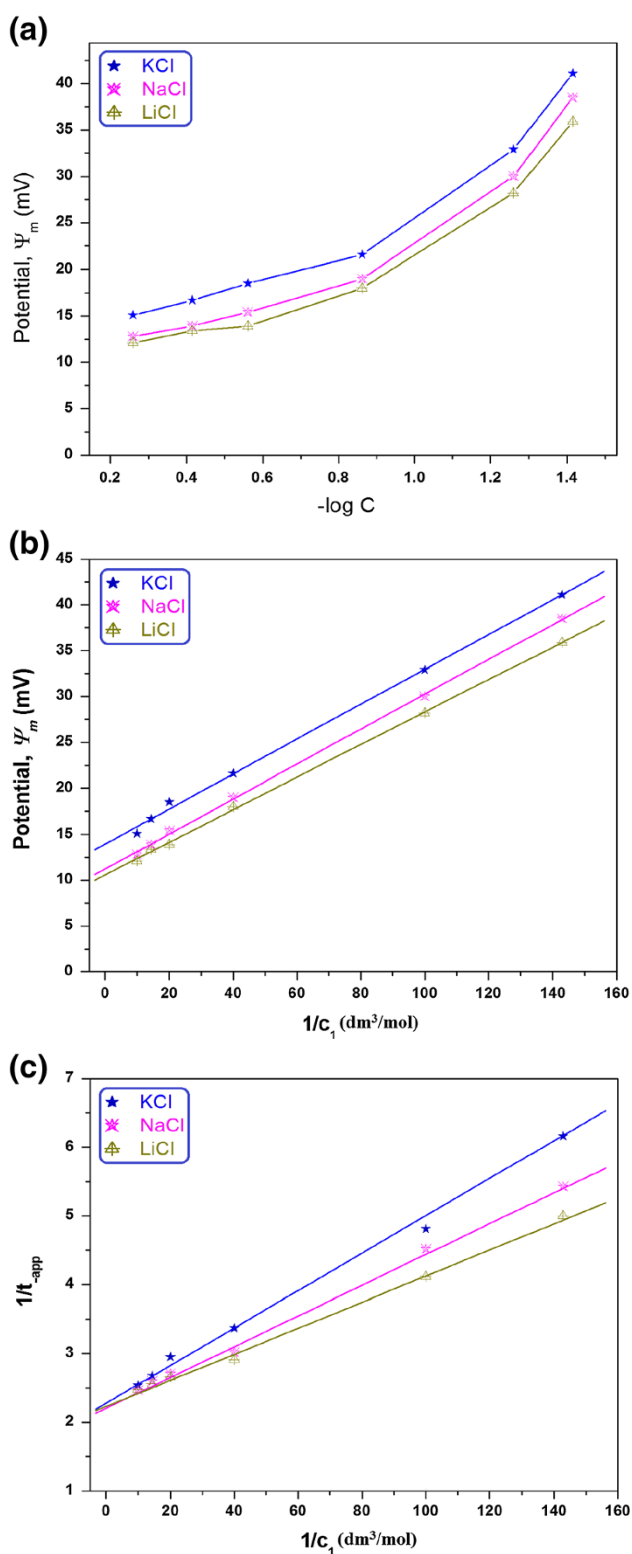 (a)
KCl
NaCl
LiCl
Potential, Ψm (mV)
40
35
30
25
20
15
10
5
0
0.2 0.4 0.6 0.8 1.0 1.2 1.4
-log C
(b)
KCl
NaCl
LiCl
Potential, Ψm (mV)
45
40
35
30
25
20
15
10
5
0
0 20 40 60 80 100 120 140 160
1/c1 (dm³/mol)
(c)
KCl
NaCl
LiCl
1/t-app
7
6
5
4
3
2
1
0 20 40 60 80 100 120 140 160
1/c1 (dm³/mol)